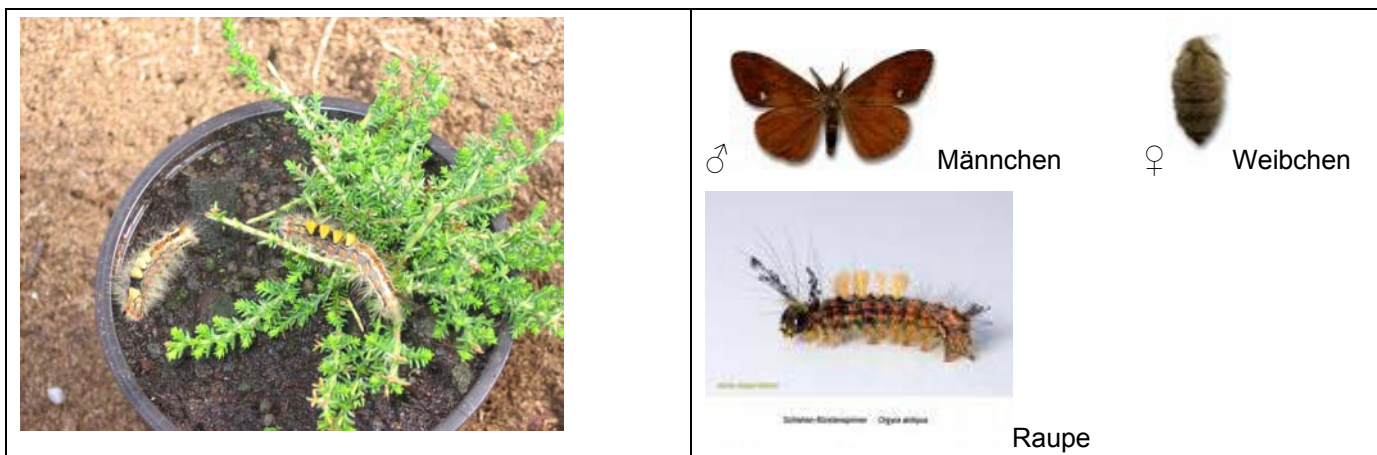 ♂ Männchen ♀ Weibchen
Schlehen-Bürstenspinner Orgyia antiqua
Raupe